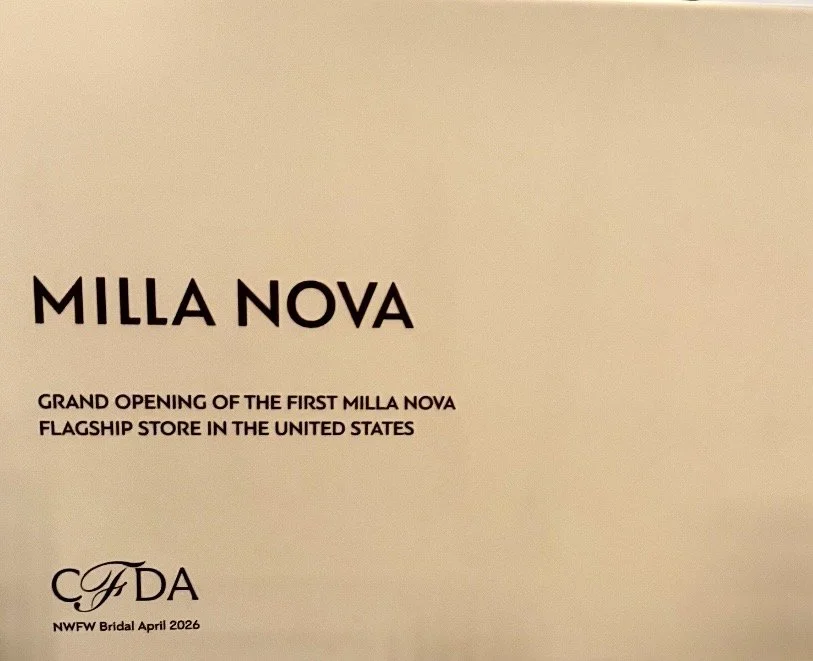 MILLA NOVA
GRAND OPENING OF THE FIRST MILLA NOVA
FLAGSHIP STORE IN THE UNITED STATES
CFDA
NWFW Bridal April 2026